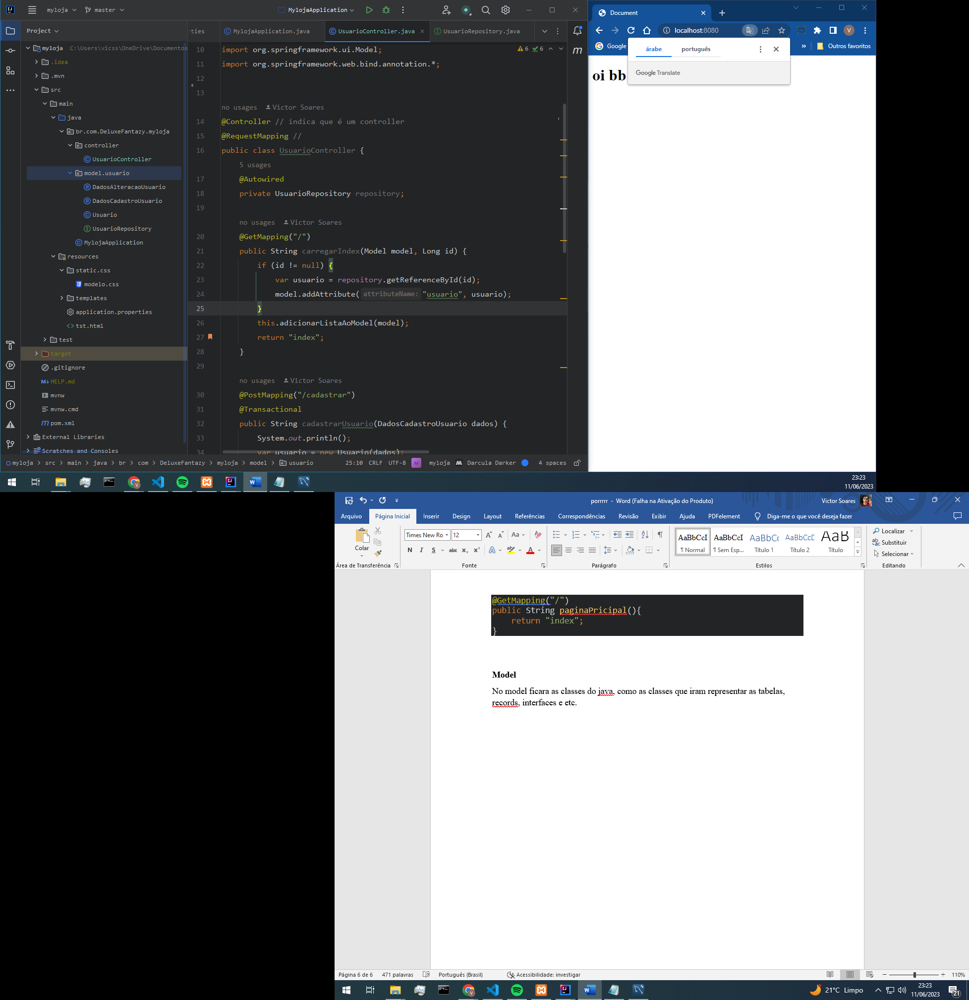 myloja
master
MylojaApplication
Project
ties
MylojaApplication.java
UsuarioController.java
UsuarioRepository.java
myloja C:\Users\vicss\OneDrive\Documentos
.idea
.mvn
src
main
java
br.com.DeluxeFantazy.myloja
controller
UsuarioController
model.usuario
DadosAlteracaoUsuario
DadosCadastroUsuario
Usuario
UsuarioRepository
MylojaApplication
resources
static.css
modelo.css
templates
application.properties
tst.html
test
target
.gitignore
HELP.md
mvnw
mvnw.cmd
pom.xml
External Libraries
Scratches and Consoles
6 6
10 import org.springframework.ui.Model;
11 import org.springframework.web.bind.annotation.*;
12
13
no usages Victor Soares
14 @Controller // indica que é um controller
15 @RequestMapping //
16 public class UsuarioController {
5 usages
17 @Autowired
18 private UsuarioRepository repository;
19
no usages Victor Soares
20 @GetMapping("/")
21 public String carregarIndex(Model model, Long id) {
22 if (id != null) {
23 var usuario = repository.getReferenceById(id);
24 model.addAttribute( attributeName: "usuario", usuario);
25 }
26 this.adicionarListaAoModel(model);
27 return "index";
28 }
29
no usages Victor Soares
30 @PostMapping("/cadastrar")
31 @Transactional
32 public String cadastrarUsuario(DadosCadastroUsuario dados) {
33 System.out.println();
34 var usuario = new Usuario(dados);
myloja > src > main > java > br > com > DeluxeFantazy > myloja > model > usuario
25:10 CRLF UTF-8 M myloja Darcula Darker 4 spaces
Document
localhost:8080
V
Google
» Outros favoritos
árabe português
Google Translate
oi bb
23:23
11/06/2023
porrrrr - Word (Falha na Ativação do Produto)
Victor Soares
Arquivo Página Inicial Inserir Design Layout Referências Correspondências Revisão Exibir Ajuda PDFelement Diga-me o que você deseja fazer
Colar
Área de Transferência
Times New Ro 12
N I S abc x₂ x²
Aa
A
Fonte
Parágrafo
AaBbCcI AaBbCcI AaBbCc AaBbCcD AaB
¶ Normal ¶ Sem Esp... Título 1 Título 2 Título
Estilos
Localizar
Substituir
Selecionar
Editando
@GetMapping("/")
public String paginaPricipal(){
return "index";
}
Model
No model ficara as classes do java, como as classes que iram representar as tabelas,
records, interfaces e etc.
Página 6 de 6 471 palavras Português (Brasil) Acessibilidade: investigar
110%
21°C Limpo
23:23
11/06/2023
21